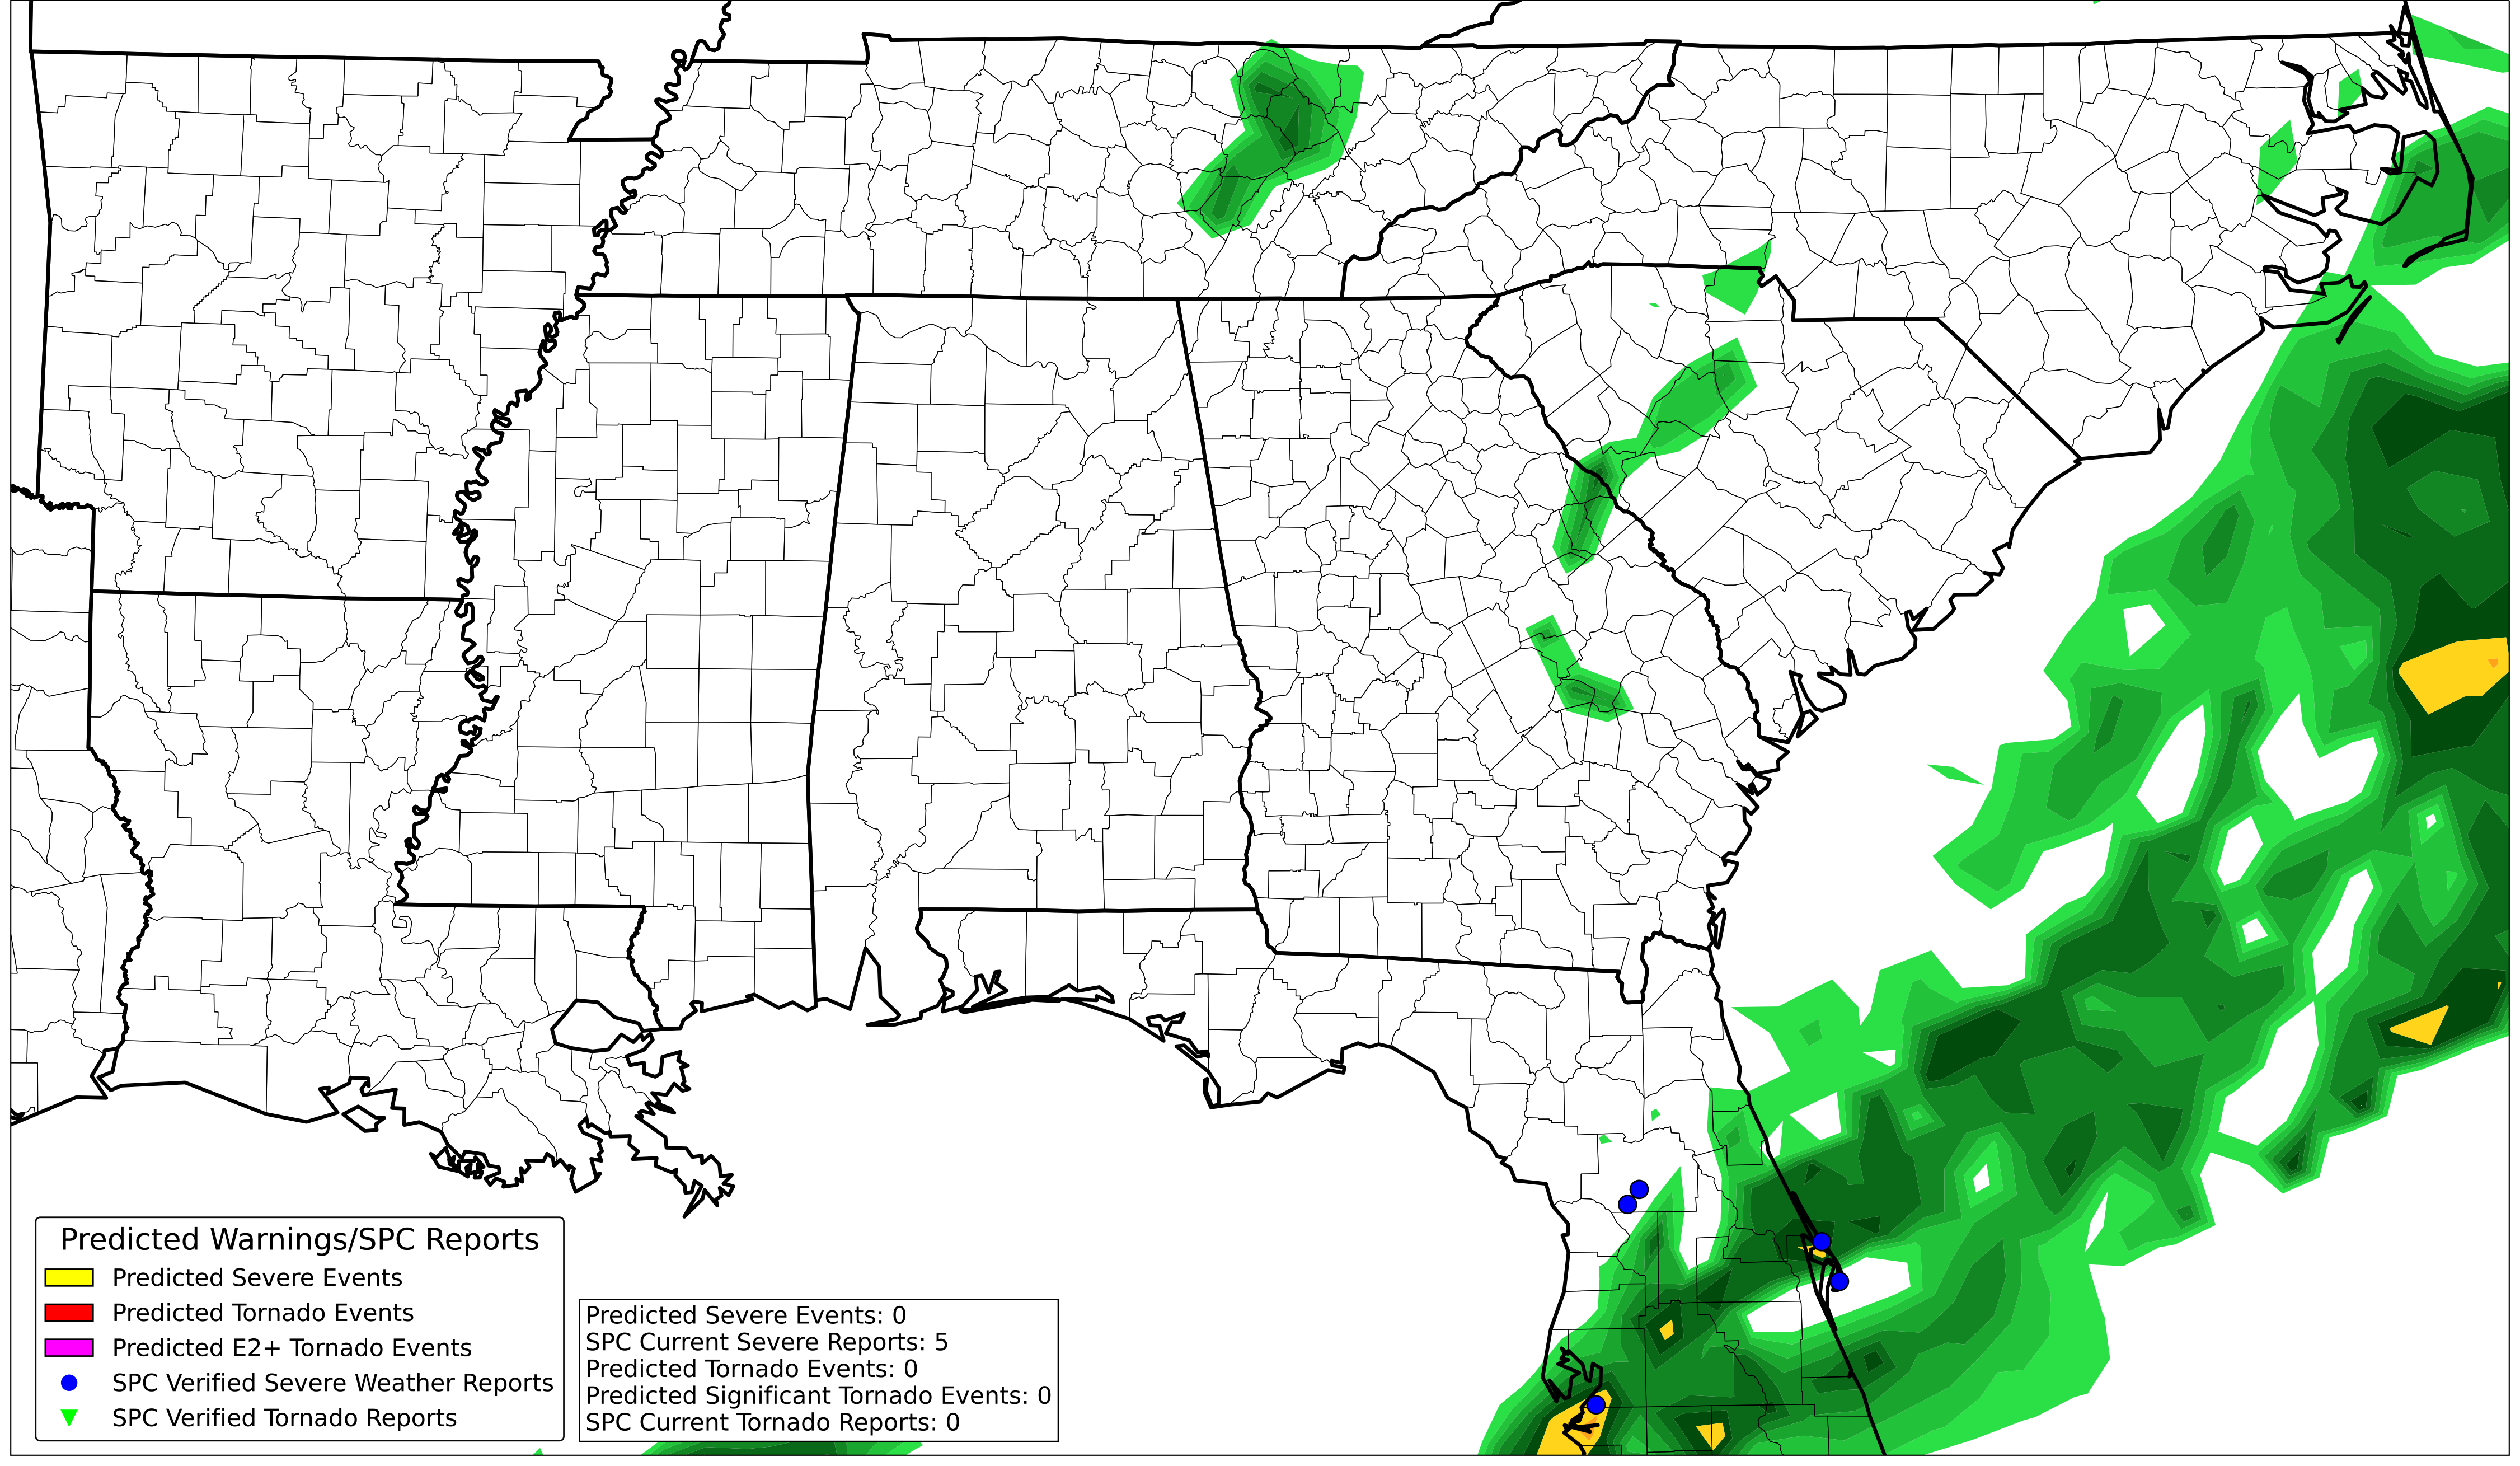 Predicted Warnings/SPC Reports
Predicted Severe Events
Predicted Tornado Events
Predicted E2+ Tornado Events
SPC Verified Severe Weather Reports
SPC Verified Tornado Reports
Predicted Severe Events: 0
SPC Current Severe Reports: 5
Predicted Tornado Events: 0
Predicted Significant Tornado Events: 0
SPC Current Tornado Reports: 0